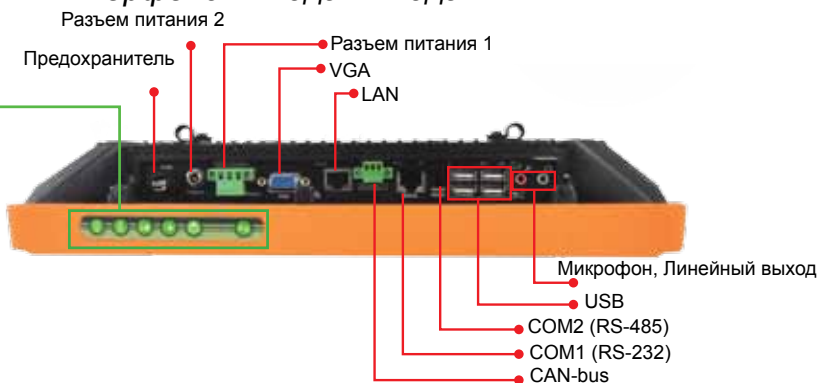 Разъем питания 2
Разъем питания 1
Предохранитель
VGA
LAN
Микрофон, Линейный выход
USB
COM2 (RS-485)
COM1 (RS-232)
CAN-bus